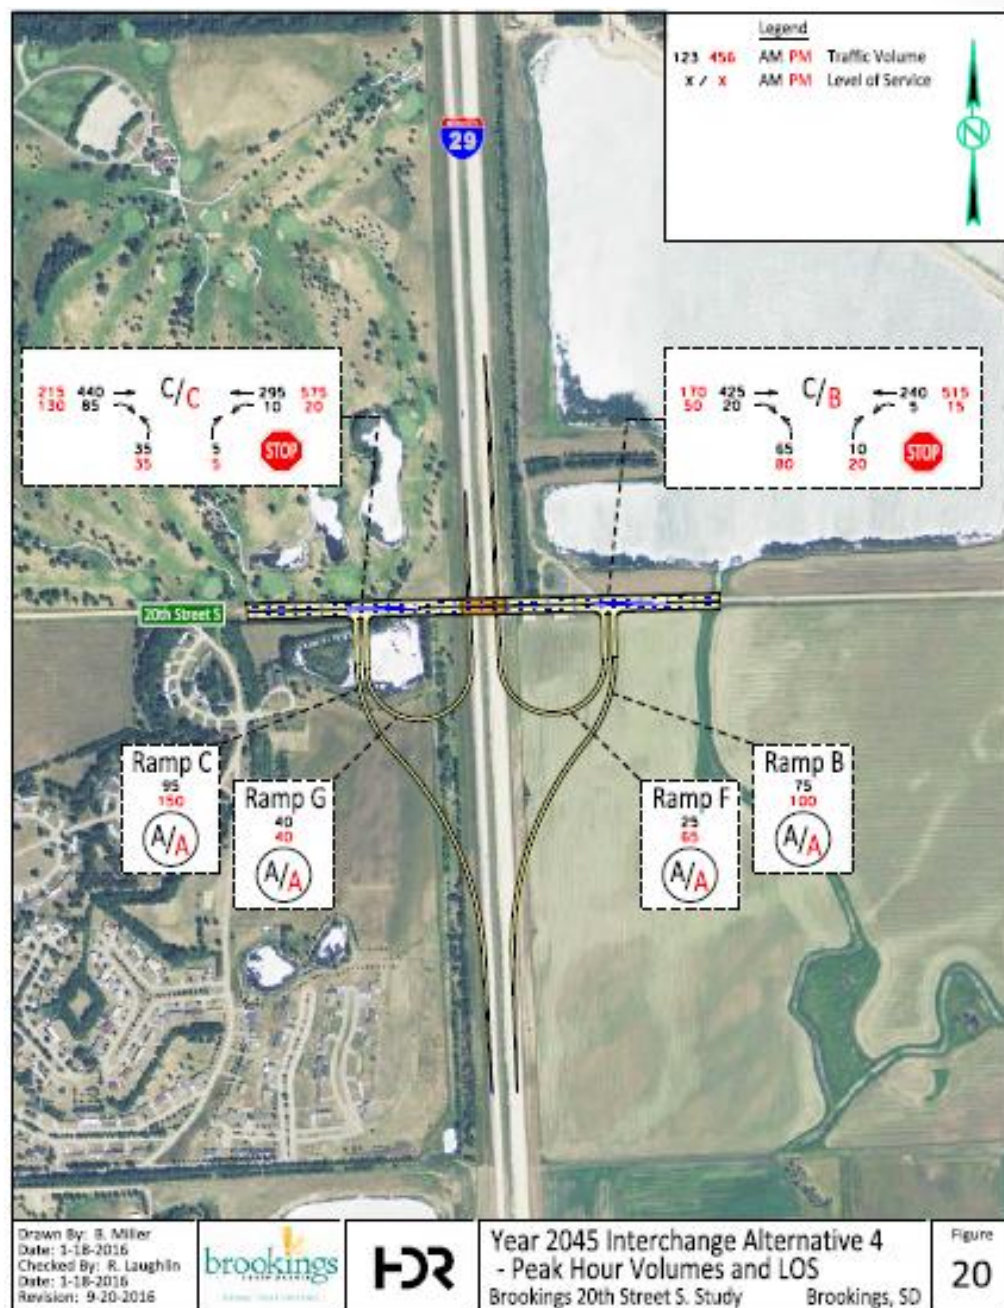 Legend
123 456 AM PM Traffic Volume
X / X AM PM Level of Service
29
215 440 C/C 295 575
130 85 10 20
35 5 STOP
35 5
170 425 C/B 240 515
50 20 5 15
65 10 STOP
80 20
20th Street S
Ramp C
95
150
A/A
Ramp G
40
40
A/A
Ramp F
25
65
A/A
Ramp B
75
100
A/A
Drawn By: B. Miller
Date: 1-18-2016
Checked By: R. Laughlin
Date: 1-18-2016
Revision: 9-20-2016
brookings
HDR
Year 2045 Interchange Alternative 4
- Peak Hour Volumes and LOS
Brookings 20th Street S. Study Brookings, SD
Figure
20
N